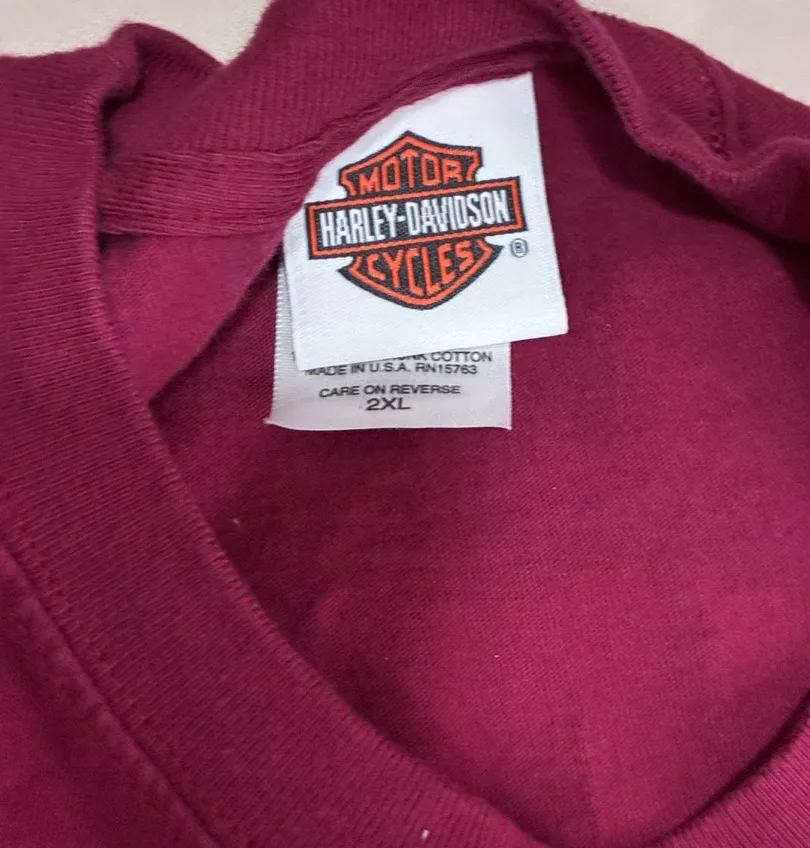 MOTOR
HARLEY-DAVIDSON
CYCLES
®
COTTON
MADE IN U.S.A. RN15763
CARE ON REVERSE
2XL